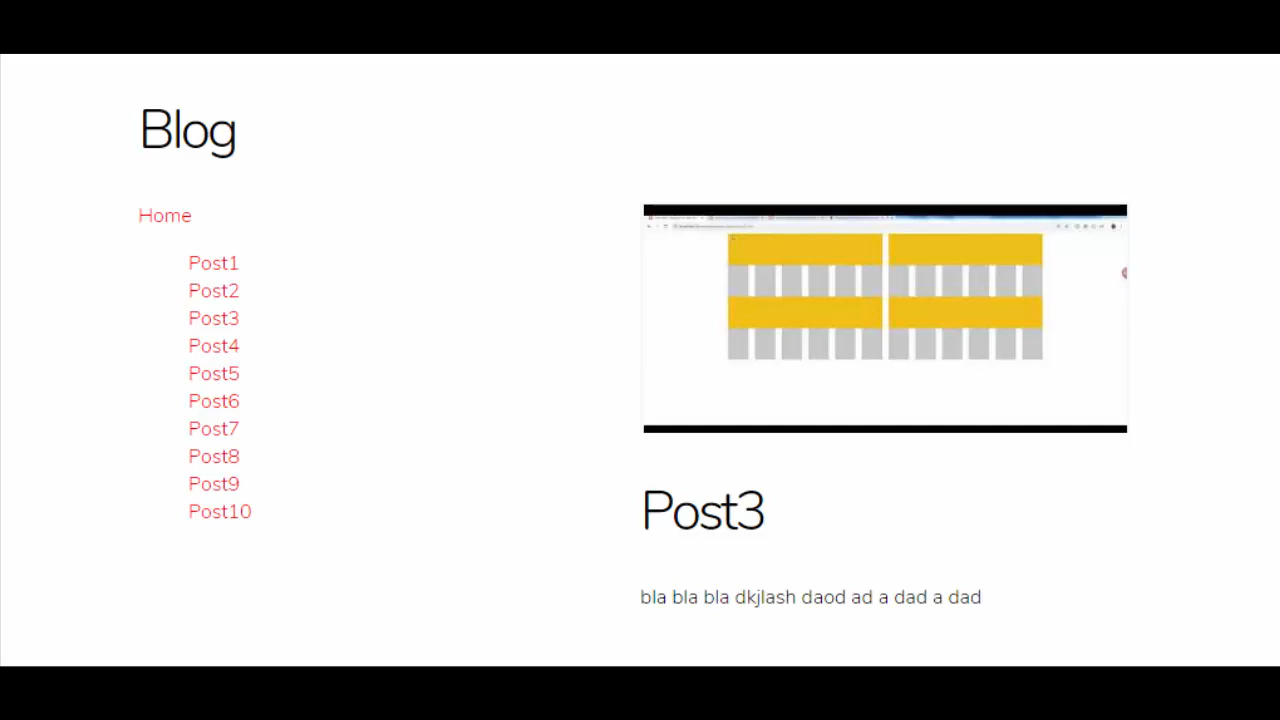 Blog
Home
Post1
Post2
Post3
Post4
Post5
Post6
Post7
Post8
Post9
Post10
Post3
bla bla bla dkjlash daod ad a dad a dad